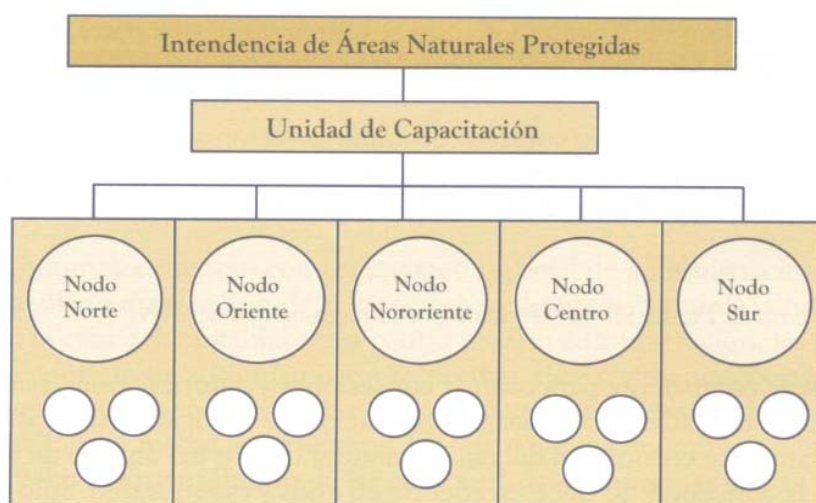 Intendencia de Áreas Naturales Protegidas
Unidad de Capacitación
Nodo
Norte
Nodo
Oriente
Nodo
Nororiente
Nodo
Centro
Nodo
Sur